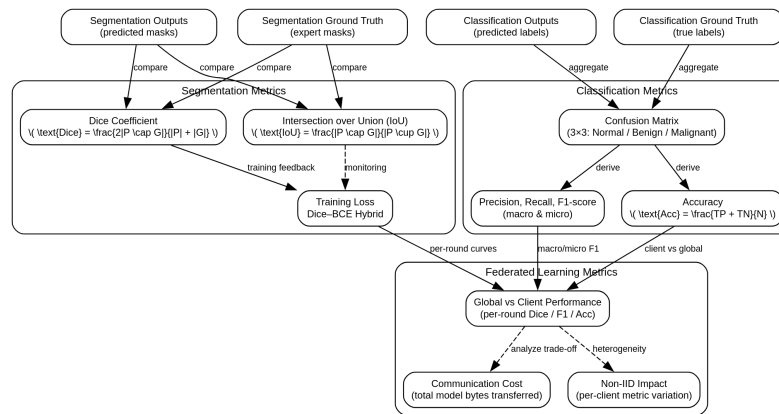 Segmentation Outputs
(predicted masks)
Segmentation Ground Truth
(expert masks)
Classification Outputs
(predicted labels)
Classification Ground Truth
(true labels)
compare
compare
compare
compare
aggregate
aggregate
Segmentation Metrics
Classification Metrics
Dice Coefficient
\( \text{Dice} = \frac{2|P \cap G|}{|P| + |G|} \)
Intersection over Union (IoU)
\( \text{IoU} = \frac{|P \cap G|}{|P \cup G|} \)
Confusion Matrix
(3×3: Normal / Benign / Malignant)
training feedback
monitoring
derive
derive
Training Loss
Dice–BCE Hybrid
Precision, Recall, F1-score
(macro & micro)
Accuracy
\( \text{Acc} = \frac{TP + TN}{N} \)
per-round curves
macro/micro F1
client vs global
Federated Learning Metrics
Global vs Client Performance
(per-round Dice / F1 / Acc)
analyze trade-off
heterogeneity
Communication Cost
(total model bytes transferred)
Non-IID Impact
(per-client metric variation)